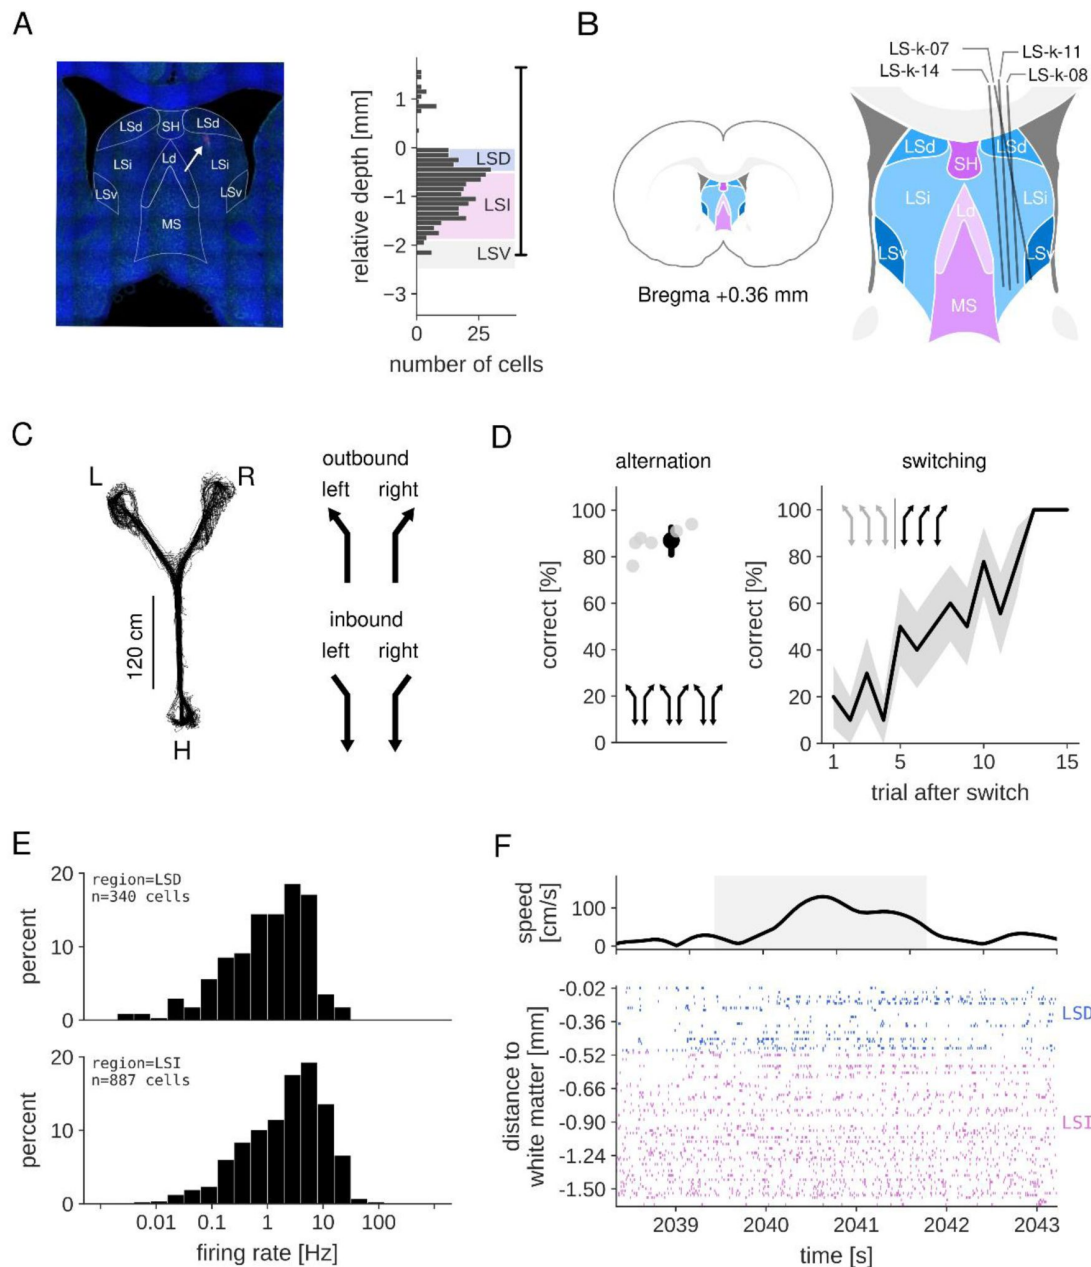 A
LSd
SH
LSd
LSi
Ld
LSi
LSv
LSv
MS
relative depth [mm]
1
0
−1
−2
−3
LSD
LSI
LSV
0
25
number of cells
B
LS-k-07
LS-k-11
LS-k-14
LS-k-08
Bregma +0.36 mm
LSd
SH
LSd
LSi
Ld
LSi
LSv
LSv
MS
C
L
R
120 cm
H
outbound
left
right
inbound
left
right
D
alternation
correct [%]
100
80
60
40
20
0
switching
correct [%]
100
80
60
40
20
0
1
5
10
15
trial after switch
E
percent
20
10
0
region=LSD
n=340 cells
percent
20
10
0
region=LSI
n=887 cells
0.01
0.1
1
10
100
firing rate [Hz]
F
speed
[cm/s]
100
0
distance to
white matter [mm]
-0.02
-0.36
-0.52
-0.66
-0.90
-1.24
-1.50
LSD
LSI
2039
2040
2041
2042
2043
time [s]